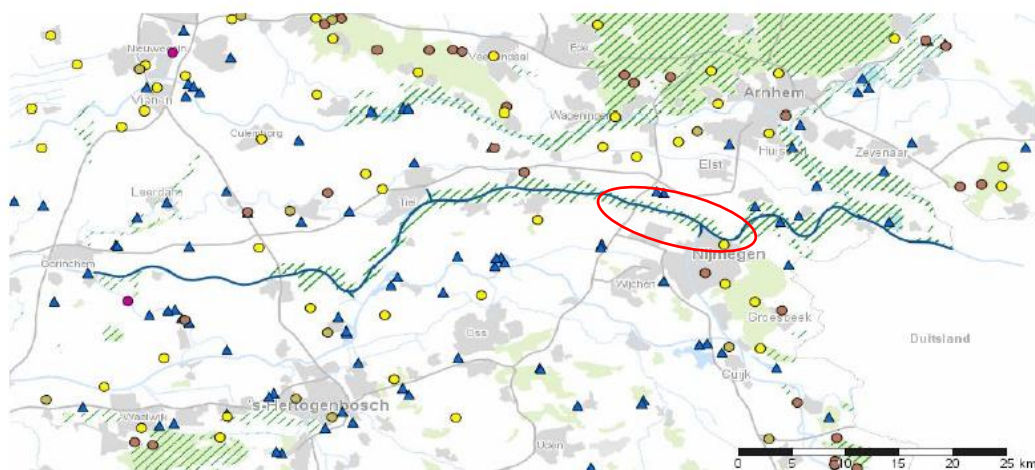 Nieuwegein
Veenendaal
Ede
Vianen
Arnhem
Wageningen
Culemborg
Elst
Huissen
Zevenaar
Leerdam
Tiel
Gorinchem
Nijmegen
Wijchen
Groesbeek
Oss
Duitsland
Cuijk
's-Hertogenbosch
Waalwijk
Uden
0 5 10 15 20 25 km